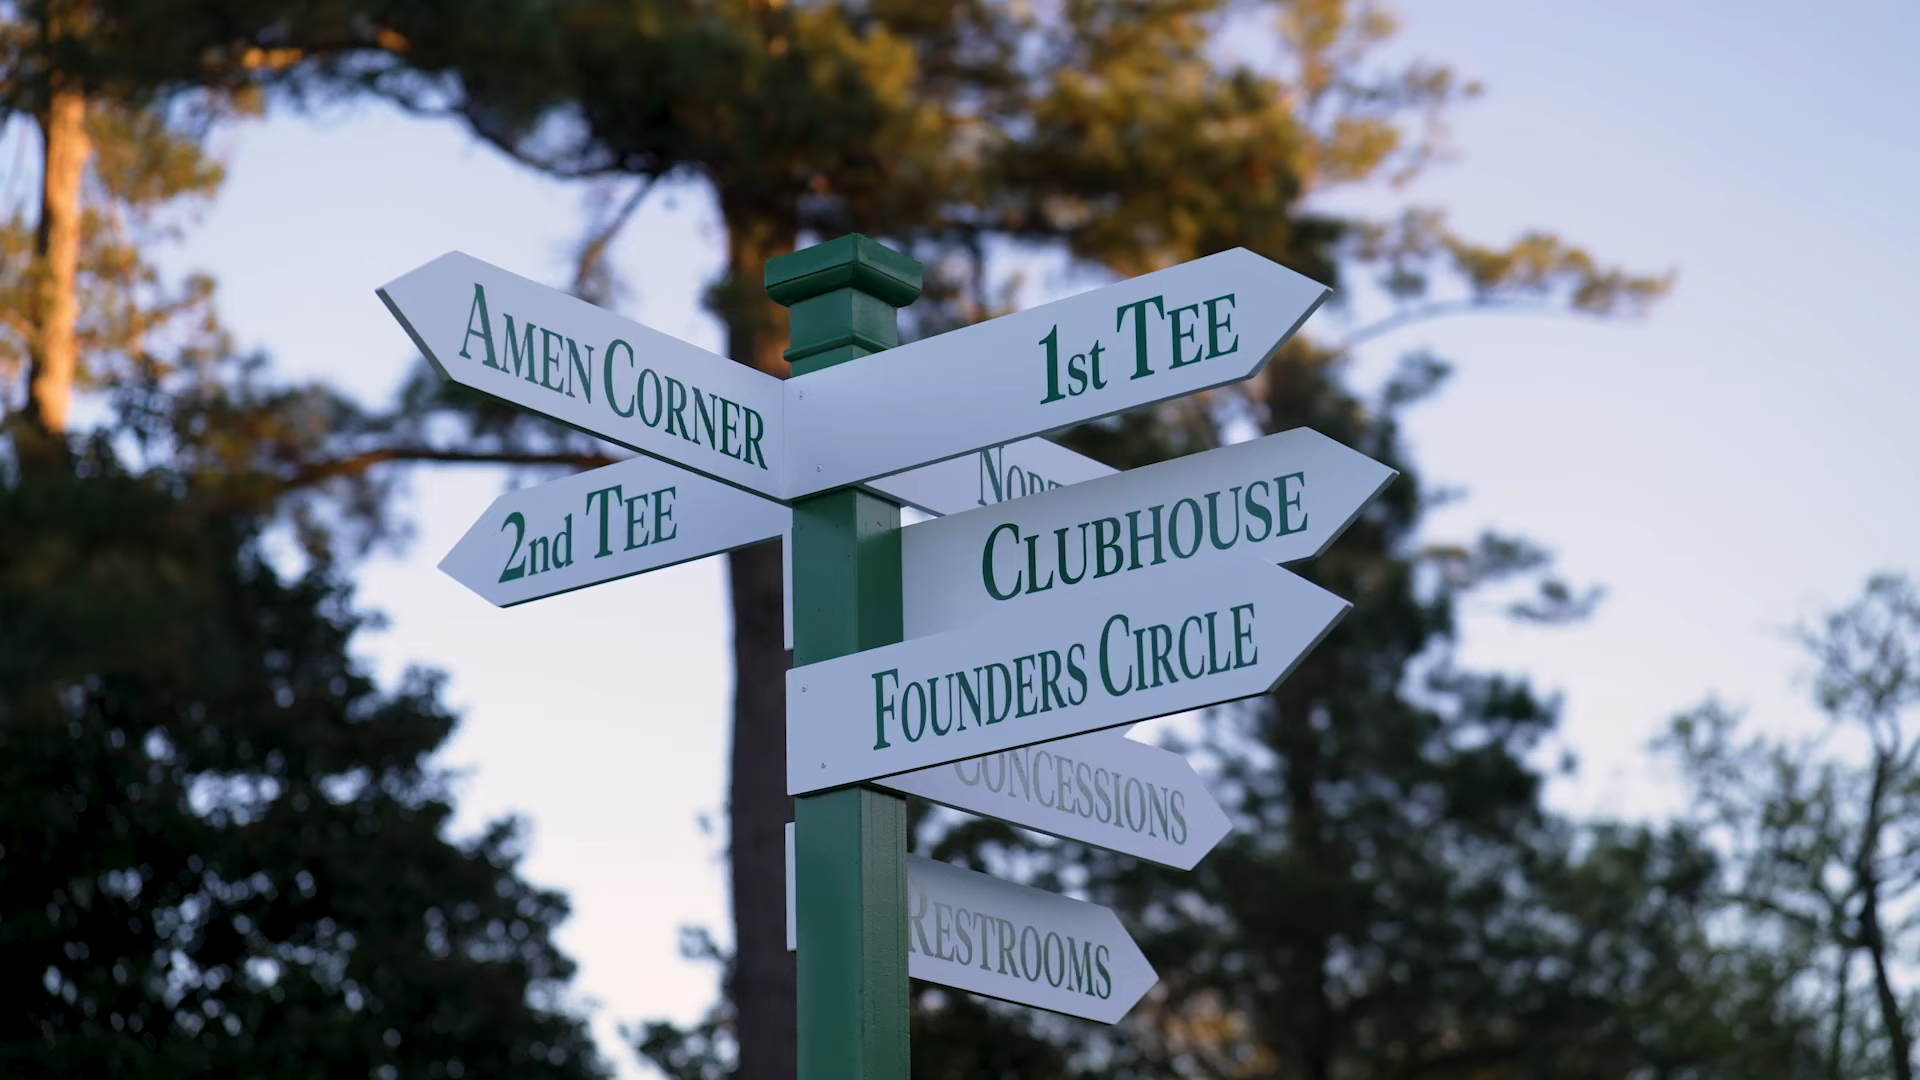 AMEN CORNER
1st TEE
2nd TEE
CLUBHOUSE
FOUNDERS CIRCLE
CONCESSIONS
RESTROOMS